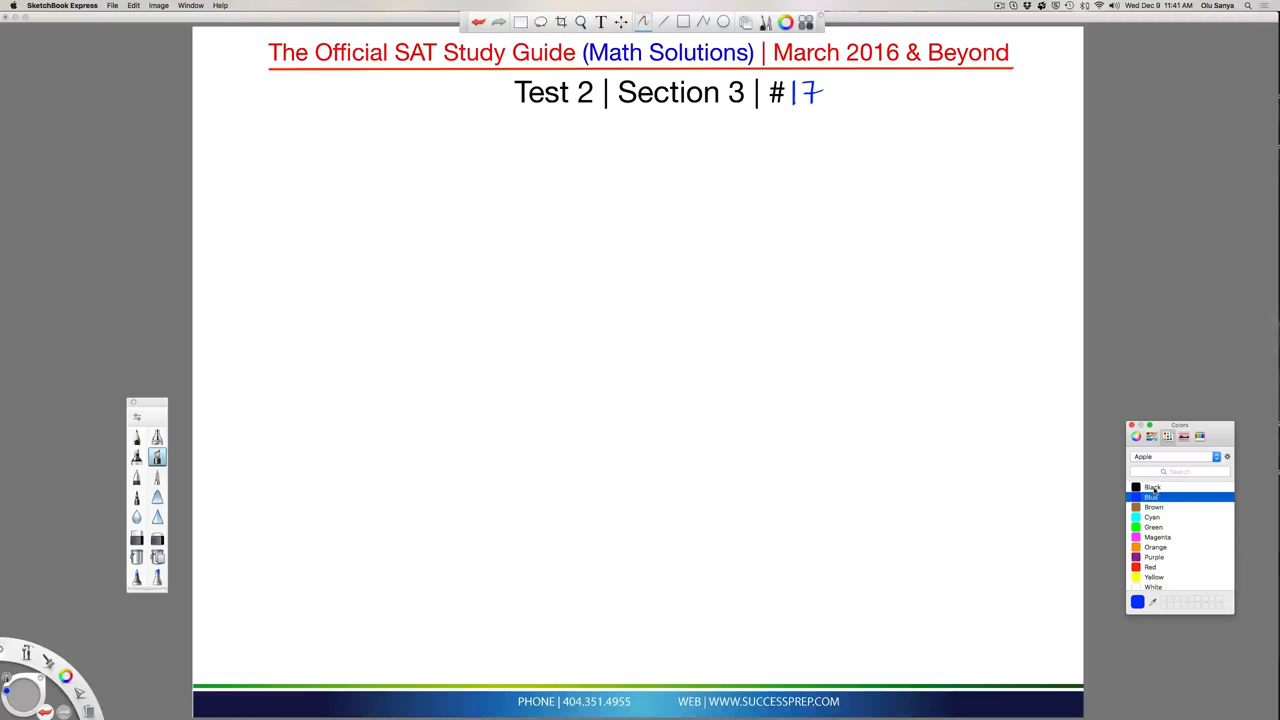 SketchBook Express File Edit Image Window Help
Wed Dec 9 11:41 AM Olu Sanya
The Official SAT Study Guide (Math Solutions) | March 2016 & Beyond
Test 2 | Section 3 | #17
Colors
Apple
Search
Black
Blue
Brown
Cyan
Green
Magenta
Orange
Purple
Red
Yellow
White
PHONE | 404.351.4955 WEB | WWW.SUCCESSPREP.COM